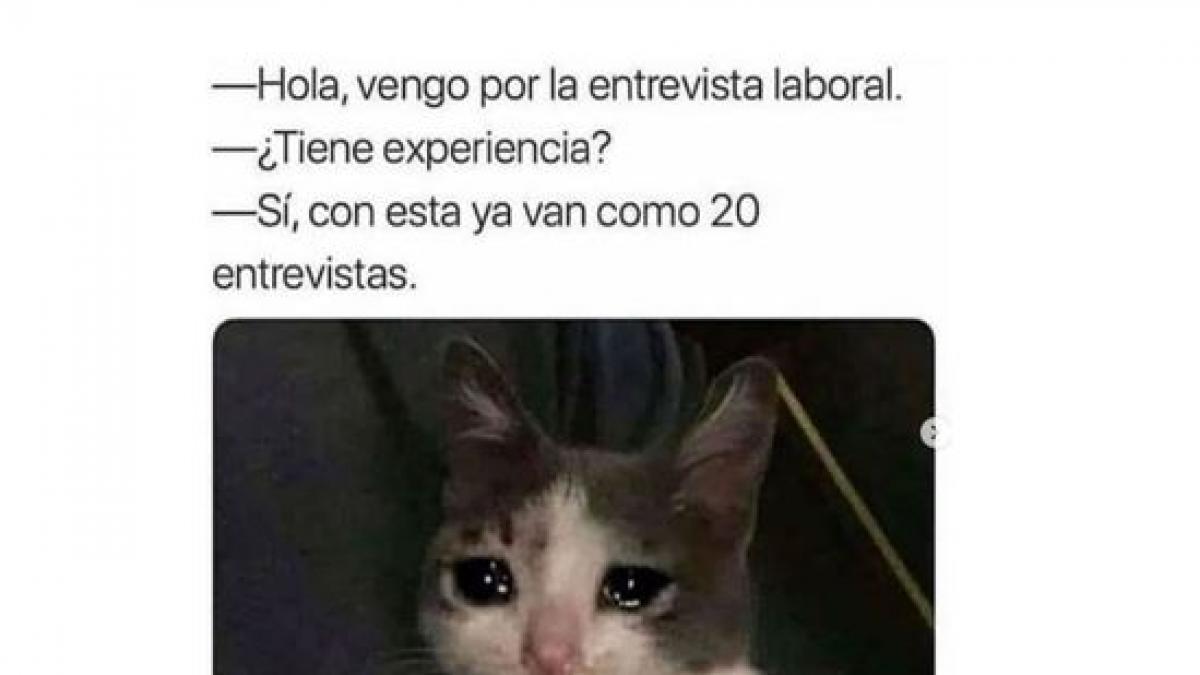 —Hola, vengo por la entrevista laboral.
—¿Tiene experiencia?
—Sí, con esta ya van como 20
entrevistas.